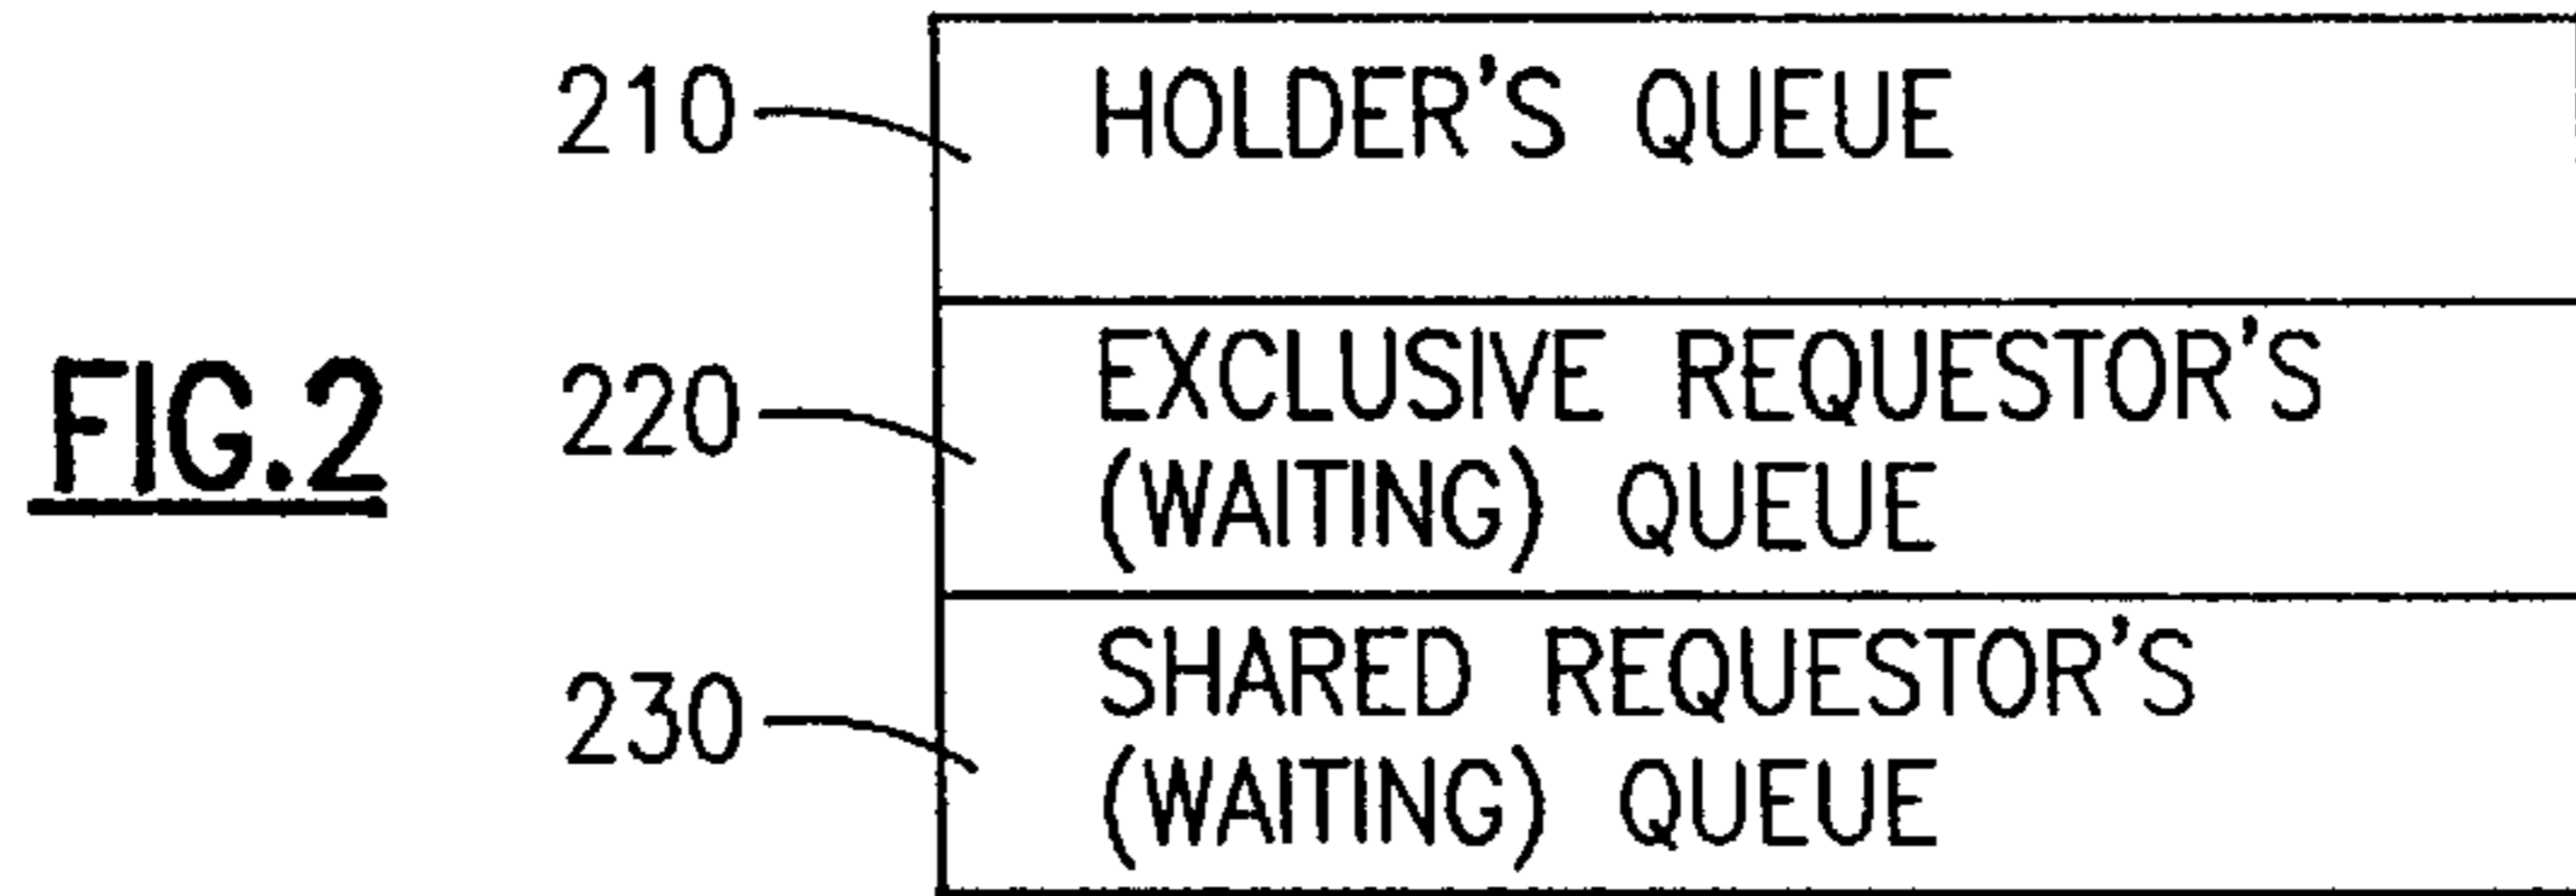 210 HOLDER'S QUEUE
FIG.2
220 EXCLUSIVE REQUESTOR'S
(WAITING) QUEUE
230 SHARED REQUESTOR'S
(WAITING) QUEUE